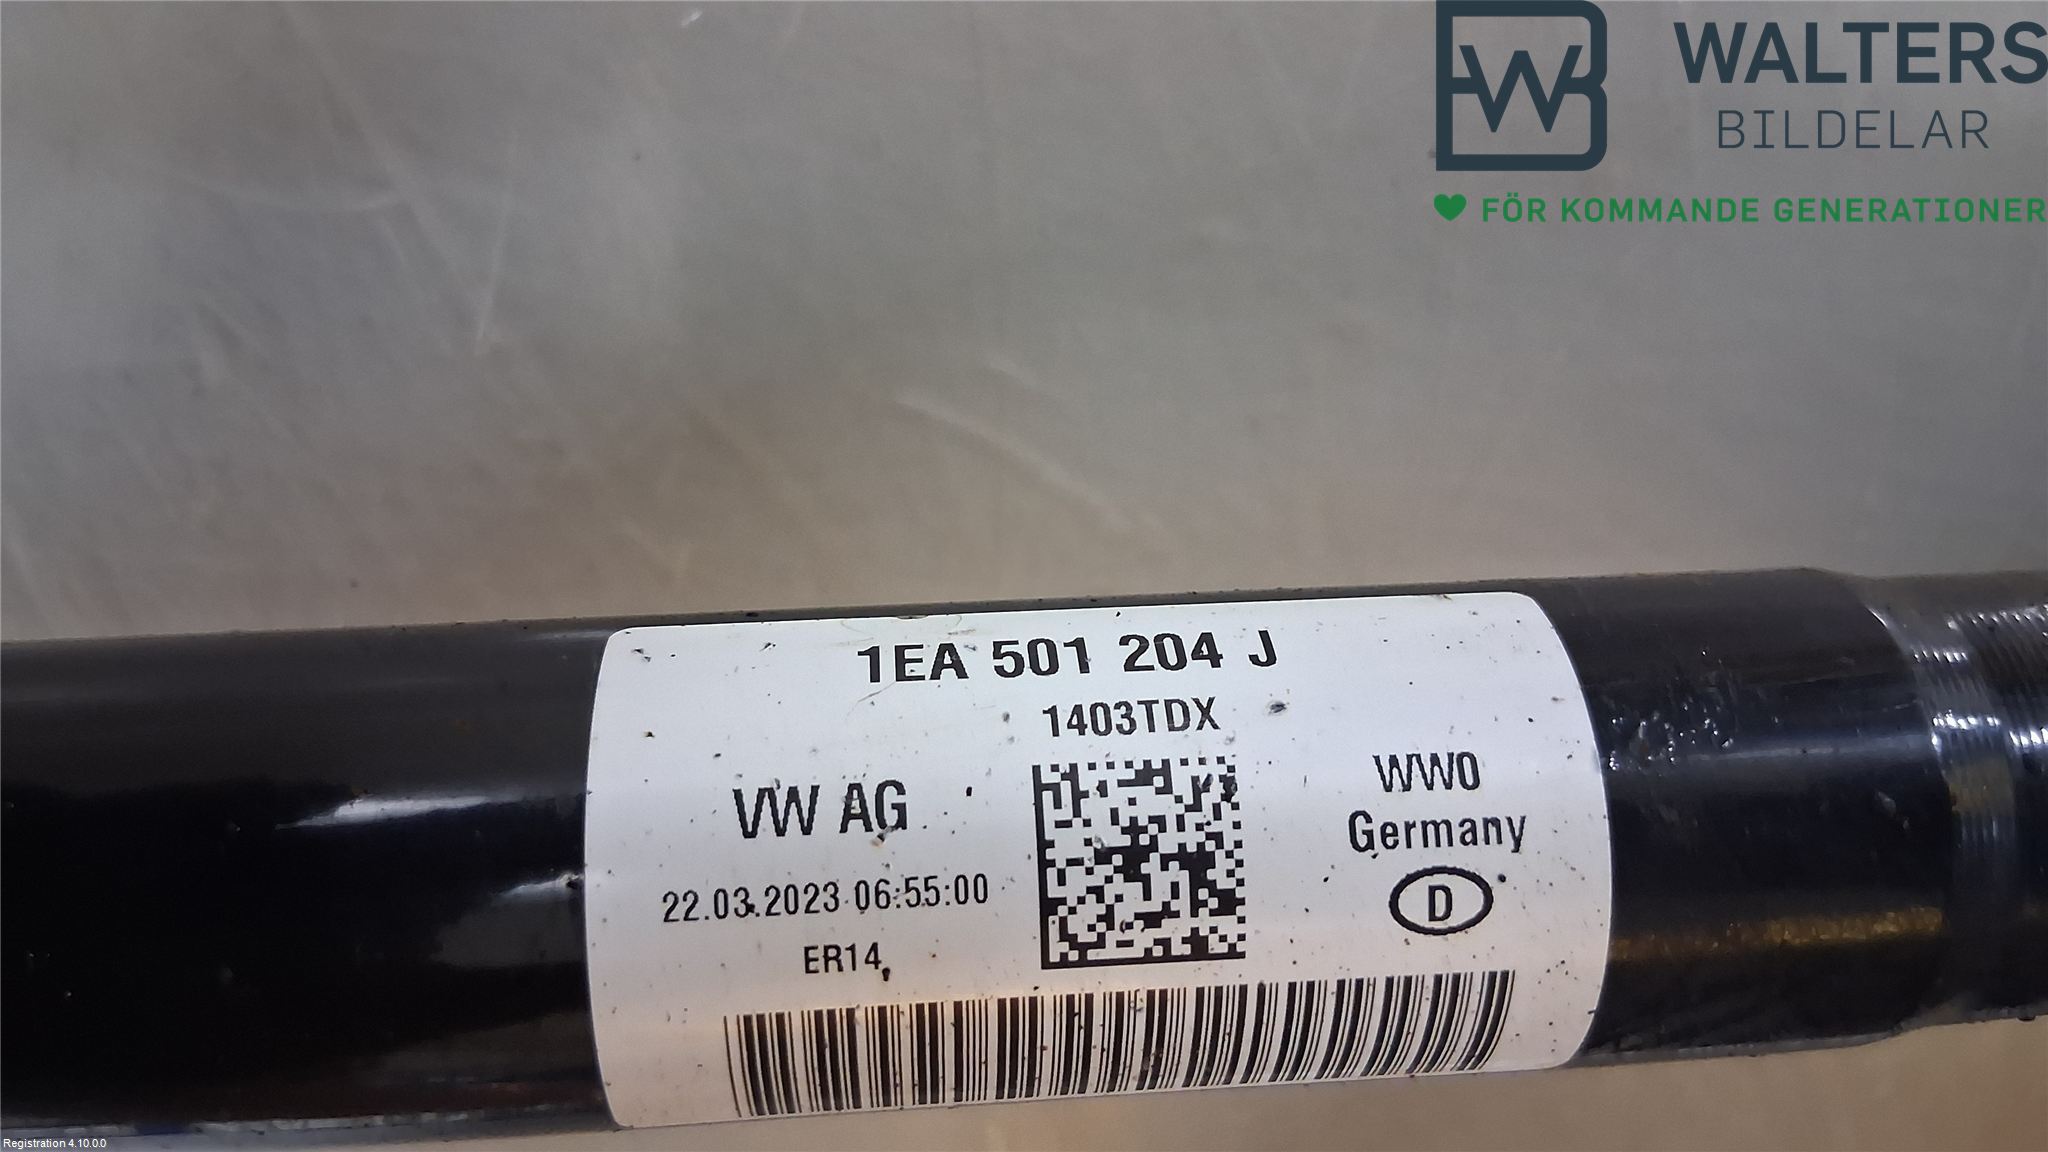 WALTERS
BILDELAR
FÖR KOMMANDE GENERATIONER
1EA 501 204 J
1403TDX
VW AG
WW0
Germany
22.03.2023 06:55:00
D
ER14
Registration 4.10.0.0